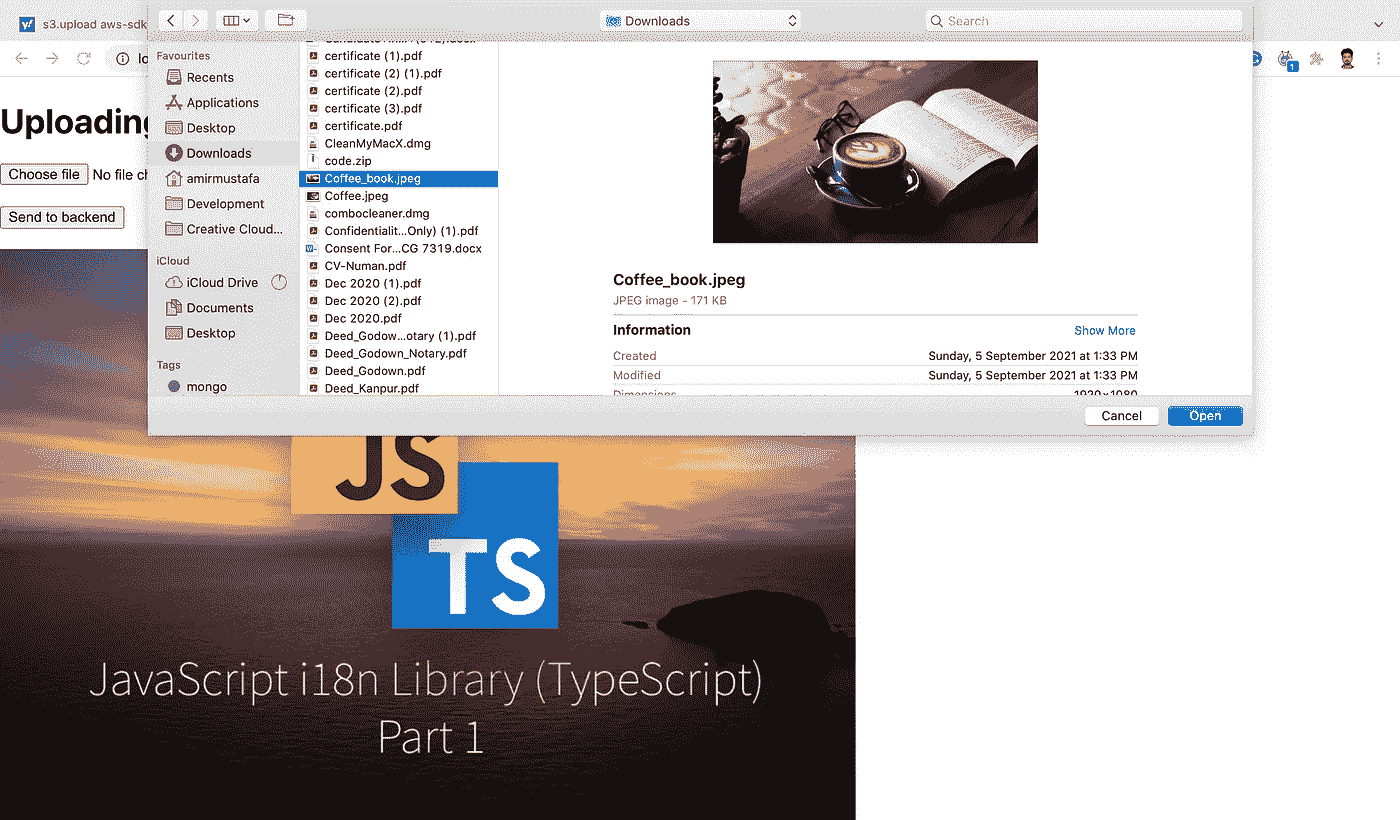 s3.upload aws-sdk
Downloads
Search
lo
1
Uploading
Choose file No file ch
Send to backend
Favourites
Recents
Applications
Desktop
Downloads
amirmustafa
Development
Creative Cloud...
iCloud
iCloud Drive
Documents
Desktop
Tags
mongo
certificate (1).pdf
certificate (2) (1).pdf
certificate (2).pdf
certificate (3).pdf
certificate.pdf
CleanMyMacX.dmg
code.zip
Coffee_book.jpeg
Coffee.jpeg
combocleaner.dmg
Confidentialit...Only) (1).pdf
Consent For...CG 7319.docx
CV-Numan.pdf
Dec 2020 (1).pdf
Dec 2020 (2).pdf
Dec 2020.pdf
Deed_Godow...otary (1).pdf
Deed_Godown_Notary.pdf
Deed_Godown.pdf
Deed_Kanpur.pdf
Coffee_book.jpeg
JPEG image - 171 KB
Information Show More
Created Sunday, 5 September 2021 at 1:33 PM
Modified Sunday, 5 September 2021 at 1:33 PM
Dimensions 1920×1080
Cancel Open
JS
TS
JavaScript i18n Library (TypeScript)
Part 1